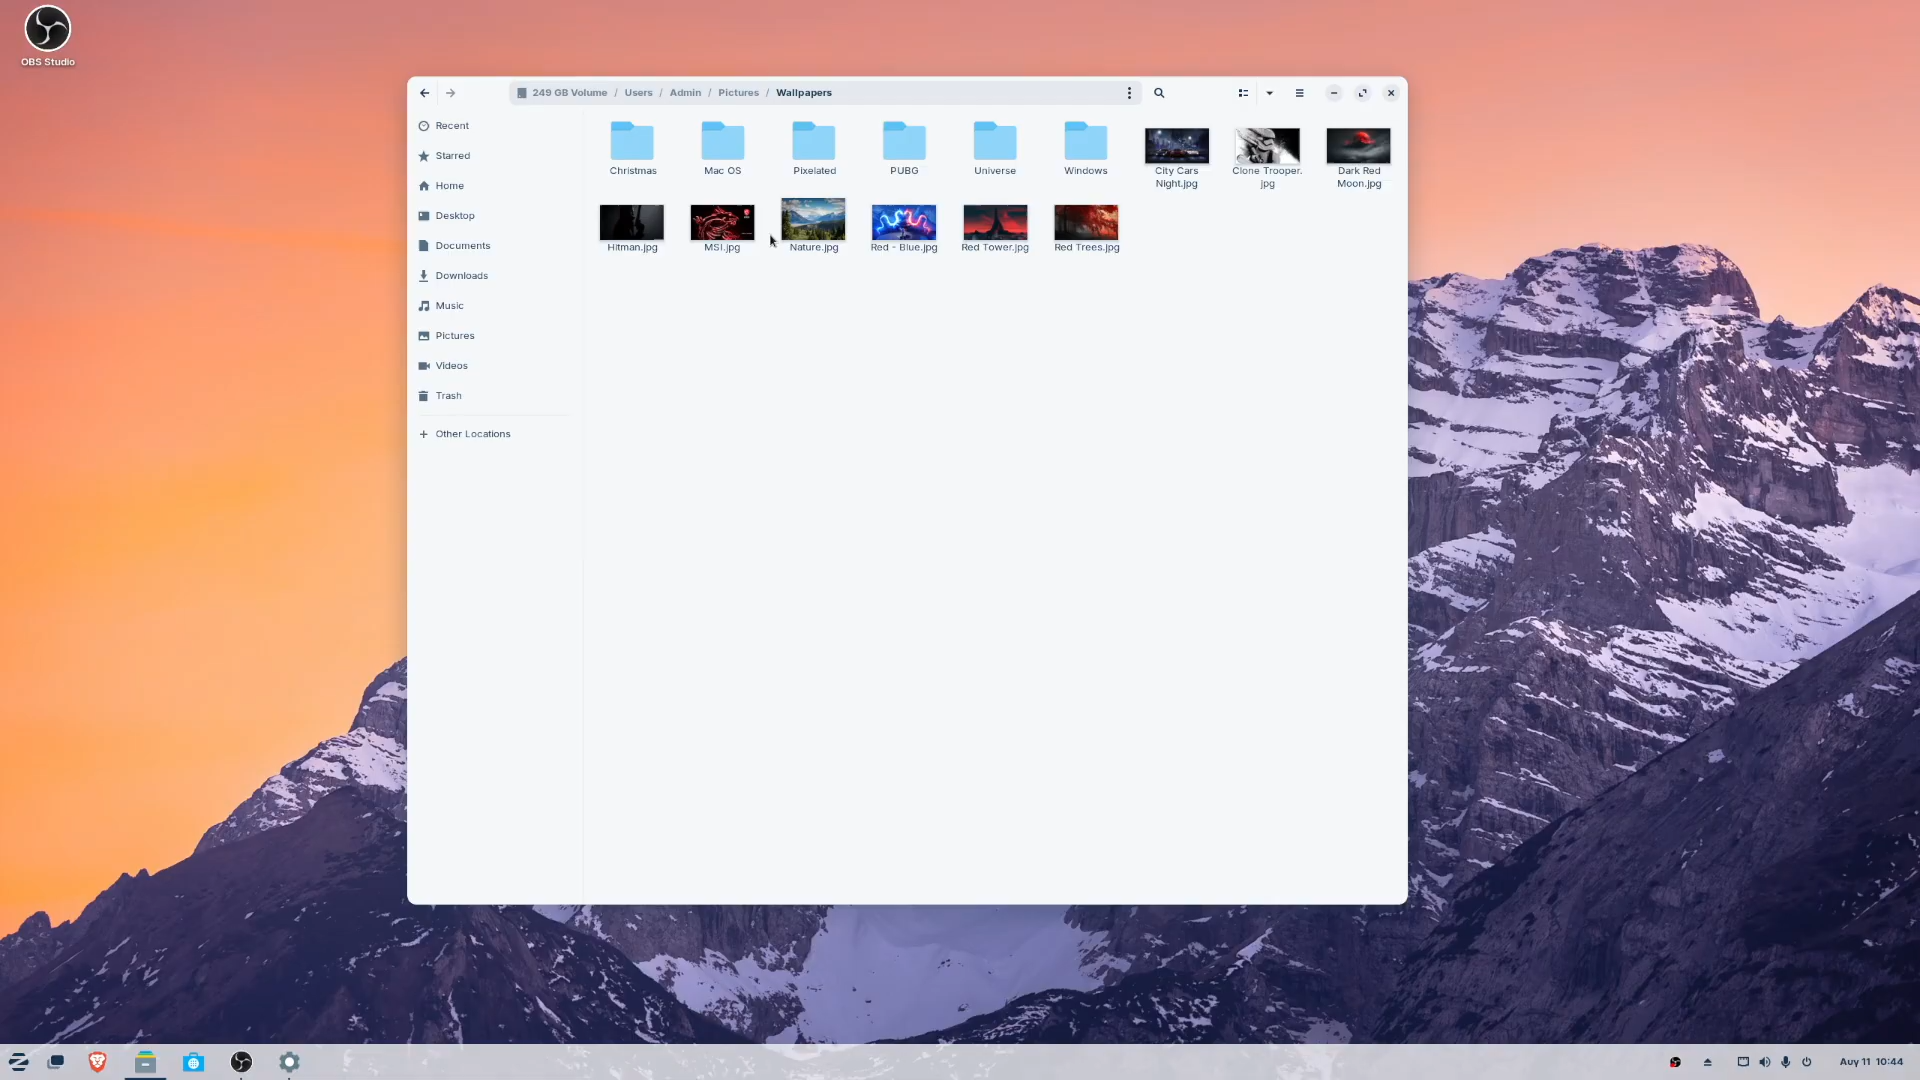 OBS Studio
249 GB Volume / Users / Admin / Pictures / Wallpapers
Recent
Starred
Home
Desktop
Documents
Downloads
Music
Pictures
Videos
Trash
Other Locations
Christmas
Mac OS
Pixelated
PUBG
Universe
Windows
City Cars
Night.jpg
Clone Trooper.
jpg
Dark Red
Moon.jpg
Hitman.jpg
MSI.jpg
Nature.jpg
Red - Blue.jpg
Red Tower.jpg
Red Trees.jpg
Αυγ 11 10:44